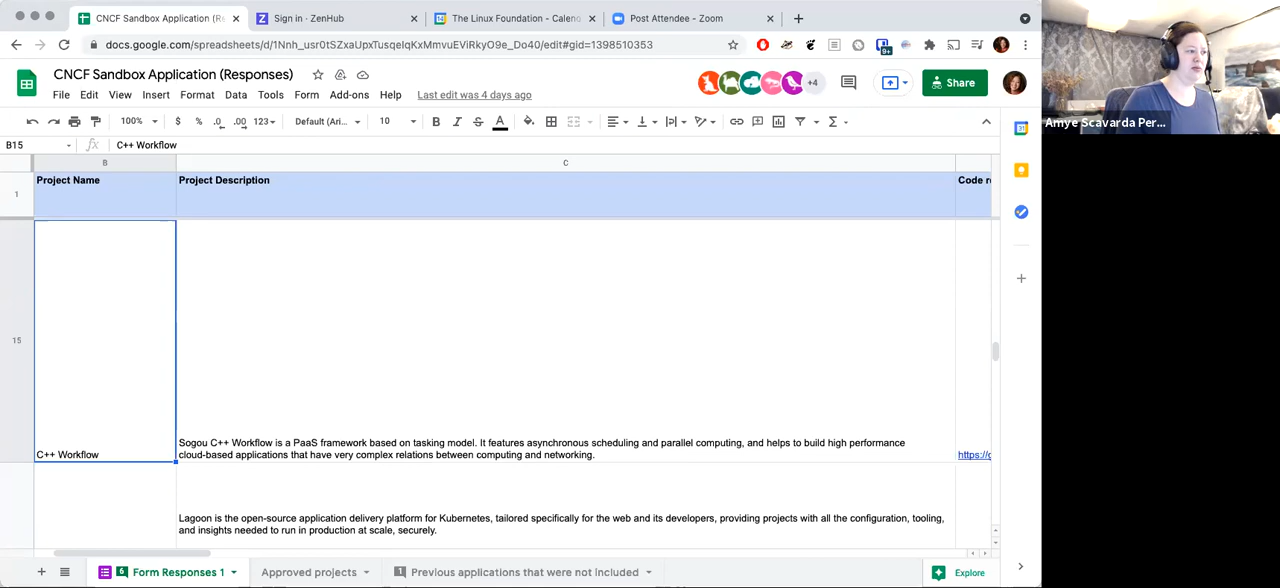 CNCF Sandbox Application (Re
Sign in · ZenHub
The Linux Foundation - Calend
Post Attendee - Zoom
docs.google.com/spreadsheets/d/1Nnh_usr0tSZxaUpxTusqeIqKxMmvuEViRkyO9e_Do40/edit#gid=1398510353
9+
CNCF Sandbox Application (Responses)
+4
Share
File Edit View Insert Format Data Tools Form Add-ons Help Last edit was 4 days ago
100% $ % .0 .00 123 Default (Ari... 10 B I S A
B15 fx C++ Workflow
B C
1 Project Name Project Description Code r
15
C++ Workflow
Sogou C++ Workflow is a PaaS framework based on tasking model. It features asynchronous scheduling and parallel computing, and helps to build high performance
cloud-based applications that have very complex relations between computing and networking.
https://g
Lagoon is the open-source application delivery platform for Kubernetes, tailored specifically for the web and its developers, providing projects with all the configuration, tooling,
and insights needed to run in production at scale, securely.
6 Form Responses 1 Approved projects 1 Previous applications that were not included Explore
31
Amye Scavarda Per...